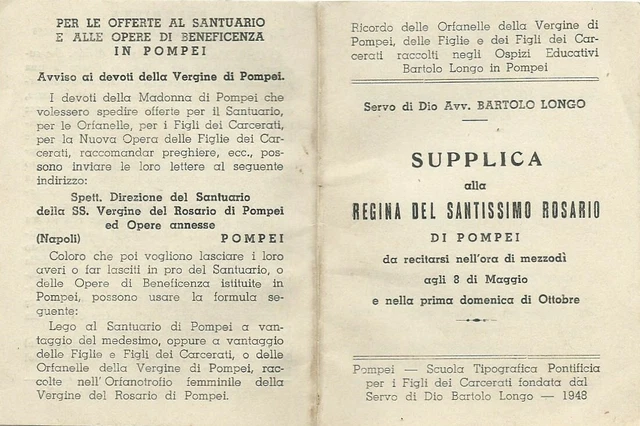 PER LE OFFERTE AL SANTUARIO
E ALLE OPERE DI BENEFICENZA
IN POMPEI
Avviso ai devoti della Vergine di Pompei.
I devoti della Madonna di Pompei che
volessero spedire offerte per il Santuario,
per le Orfanelle, per i Figli dei Carcerati,
per la Nuova Opera delle Figlie dei Car-
cerati, raccomandar preghiere, ecc., pos-
sono inviare le loro lettere al seguente
indirizzo:
Spett. Direzione del Santuario
della SS. Vergine del Rosario di Pompei
ed Opere annesse
(Napoli) POMPEI
Coloro che poi vogliono lasciare i loro
averi o far lasciti in pro del Santuario, o
delle Opere di Beneficenza istituite in
Pompei, possono usare la formula se-
guente:
Lego al Santuario di Pompei a van-
taggio del medesimo, oppure a vantaggio
delle Figlie e Figli dei Carcerati, o delle
Orfanelle della Vergine di Pompei, rac-
colte nell'Orfanotrofio femminile della
Vergine del Rosario di Pompei.
Ricordo delle Orfanelle della Vergine di
Pompei, delle Figlie e dei Figli dei Car-
cerati raccolti negli Ospizi Educativi
Bartolo Longo in Pompei
Servo di Dio Avv. BARTOLO LONGO
SUPPLICA
alla
REGINA DEL SANTISSIMO ROSARIO
DI POMPEI
da recitarsi nell'ora di mezzodì
agli 8 di Maggio
e nella prima domenica di Ottobre
Pompei — Scuola Tipografica Pontificia
per i Figli dei Carcerati fondata dal
Servo di Dio Bartolo Longo — 1948